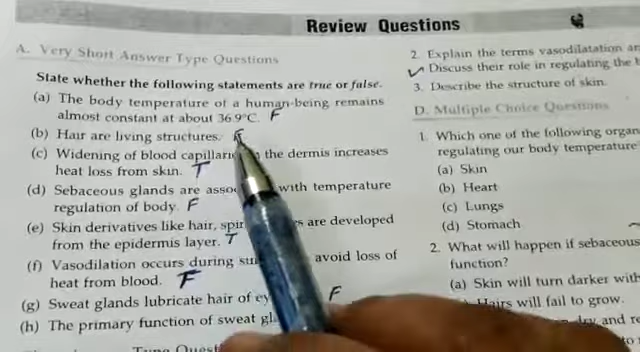 Review Questions
A. Very Short Answer Type Questions
State whether the following statements are true or false.
(a) The body temperature of a human-being remains
almost constant at about 36.9°C. F
(b) Hair are living structures. F
(c) Widening of blood the dermis increases
heat loss from skin. T
(d) Sebaceous glands are with temperature
regulation of body. F
(e) Skin derivatives like hair, are developed
from the epidermis layer. T
(f) Vasodilation occurs during avoid loss of
heat from blood. F
(g) Sweat glands lubricate hair of F
(h) The primary function of sweat
2. Explain the terms vasodilatation
Discuss their role in regulating the
3. Describe the structure of skin.
D. Multiple Choice Questions
1. Which one of the following
regulating our body temperature
(a) Skin
(b) Heart
(c) Lungs
(d) Stomach
2. What will happen if sebaceous
function?
(a) Skin will turn darker with
Hairs will fail to grow.
dry and